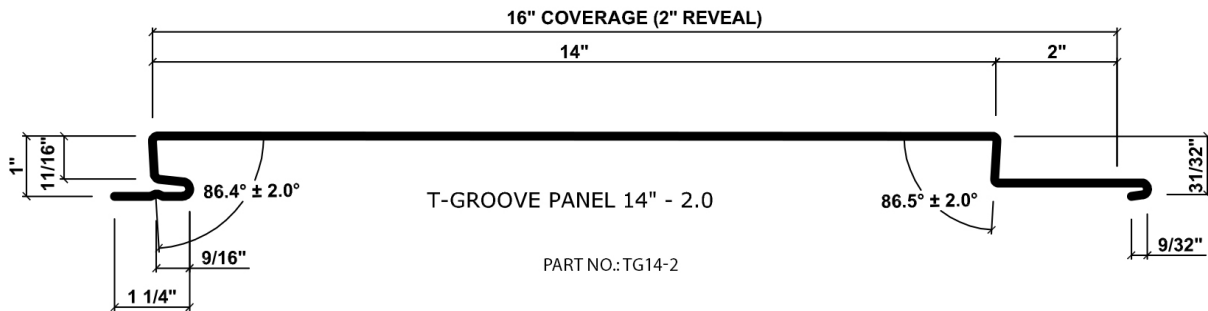 16" COVERAGE (2" REVEAL)
14"
2"
1"
11/16"
31/32"
86.4° ± 2.0°
T-GROOVE PANEL 14" - 2.0
86.5° ± 2.0°
9/16"
PART NO.: TG14-2
9/32"
1 1/4"